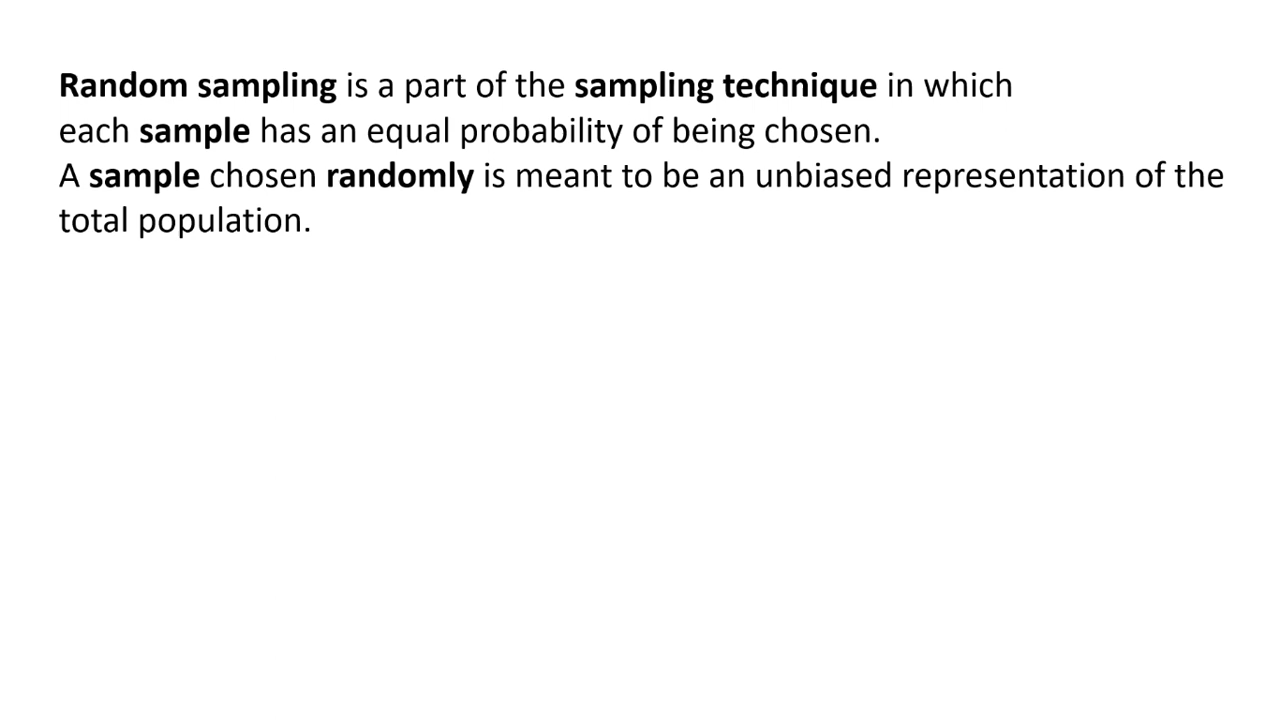 Random sampling is a part of the sampling technique in which
each sample has an equal probability of being chosen.
A sample chosen randomly is meant to be an unbiased representation of the
total population.